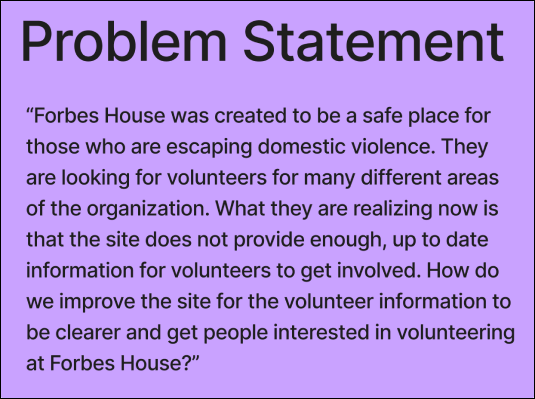 Problem Statement
“Forbes House was created to be a safe place for
those who are escaping domestic violence. They
are looking for volunteers for many different areas
of the organization. What they are realizing now is
that the site does not provide enough, up to date
information for volunteers to get involved. How do
we improve the site for the volunteer information to
be clearer and get people interested in volunteering
at Forbes House?”